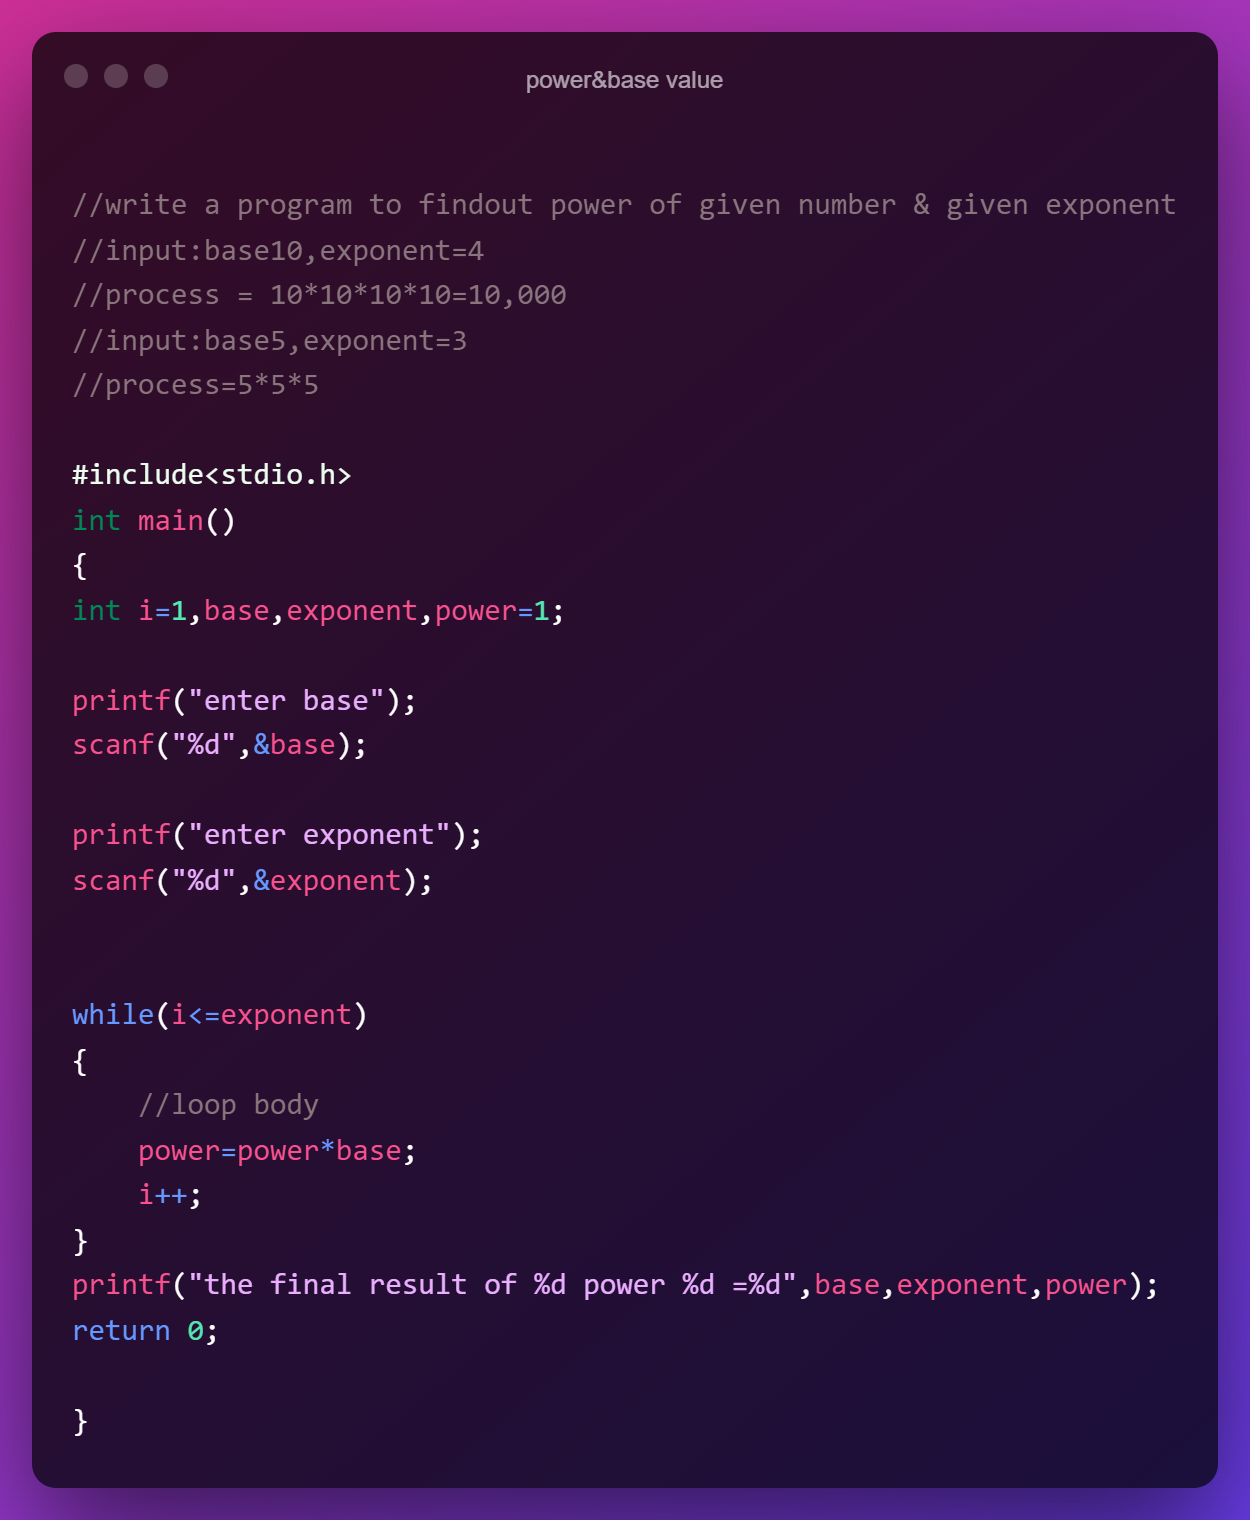 power&base value
//write a program to findout power of given number & given exponent
//input:base10,exponent=4
//process = 10*10*10*10=10,000
//input:base5,exponent=3
//process=5*5*5
#include<stdio.h>
int main()
{
int i=1,base,exponent,power=1;
printf("enter base");
scanf("%d",&base);
printf("enter exponent");
scanf("%d",&exponent);
while(i<=exponent)
{
    //loop body
    power=power*base;
    i++;
}
printf("the final result of %d power %d =%d",base,exponent,power);
return 0;
}